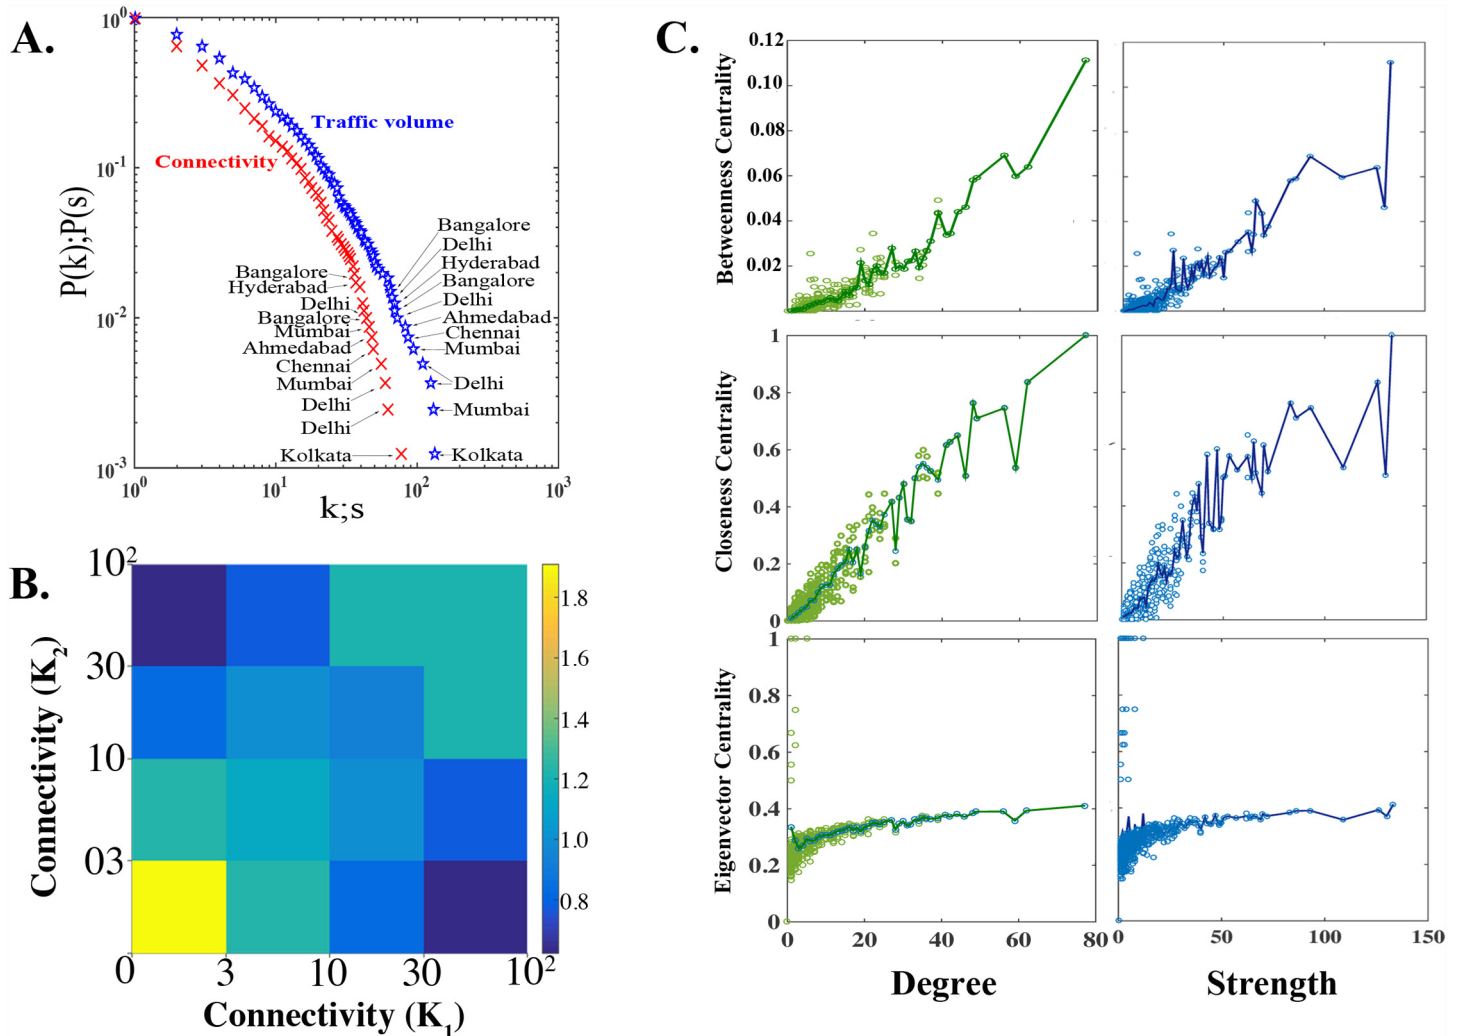 A.
10^0
10^-1
10^-2
10^-3
P(k);P(s)
Traffic volume
Connectivity
Bangalore
Delhi
Hyderabad
Bangalore
Delhi
Ahmedabad
Chennai
Mumbai
Delhi
Mumbai
Kolkata
Bangalore
Hyderabad
Delhi
Bangalore
Mumbai
Ahmedabad
Chennai
Mumbai
Delhi
Delhi
Kolkata
10^0
10^1
10^2
10^3
k;s
B.
10^2
30
10
03
Connectivity (K_2)
0
3
10
30
10^2
Connectivity (K_1)
1.8
1.6
1.4
1.2
1.0
0.8
C.
Betweenness Centrality
0.12
0.10
0.08
0.06
0.04
0.02
Closeness Centrality
1
0.8
0.6
0.4
0.2
0
Eigenvector Centrality
1
0.8
0.6
0.4
0.2
0
0
20
40
60
80
Degree
0
50
100
150
Strength